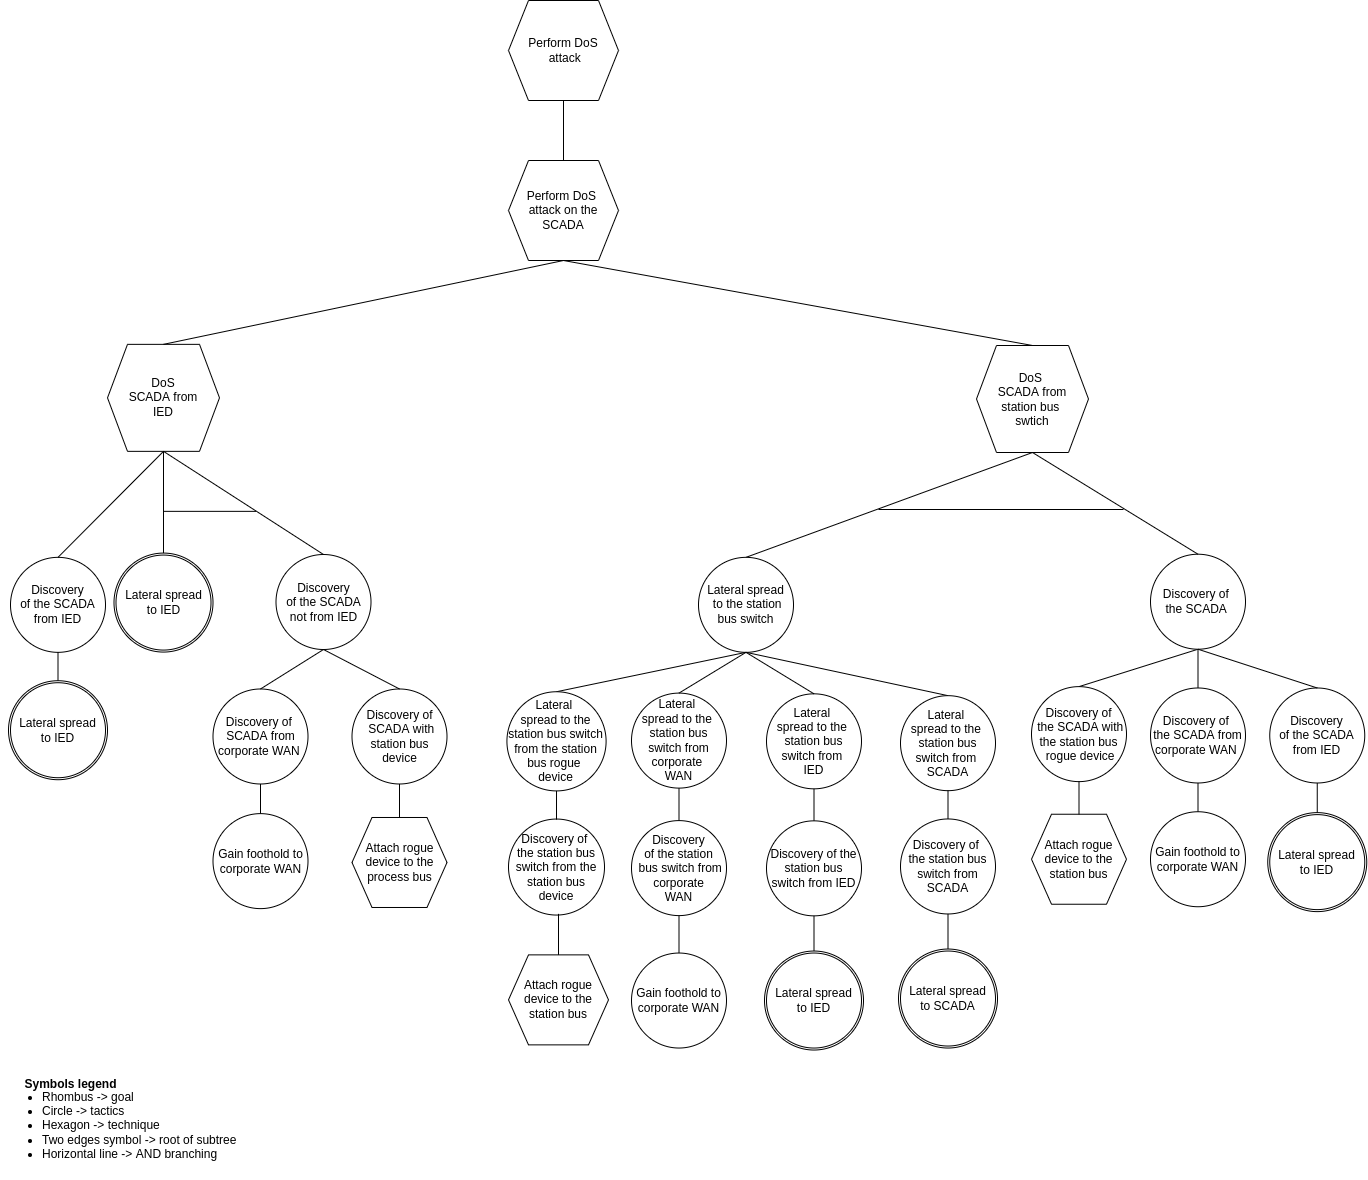 Perform DoS
attack
Perform DoS
attack on the
SCADA
DoS
SCADA from
IED
DoS
SCADA from
station bus
swtich
Discovery
of the SCADA
from IED
Lateral spread
to IED
Discovery
of the SCADA
not from IED
Lateral spread
to the station
bus switch
Discovery of
the SCADA
Lateral spread
to IED
Discovery of
SCADA from
corporate WAN
Discovery of
SCADA with
station bus
device
Lateral
spread to the
station bus switch
from the station
bus rogue
device
Lateral
spread to the
station bus
switch from
corporate
WAN
Lateral
spread to the
station bus
switch from
IED
Lateral
spread to the
station bus
switch from
SCADA
Discovery of
the SCADA with
the station bus
rogue device
Discovery of
the SCADA from
corporate WAN
Discovery
of the SCADA
from IED
Gain foothold to
corporate WAN
Attach rogue
device to the
process bus
Discovery of
the station bus
switch from the
station bus
device
Discovery
of the station
bus switch from
corporate
WAN
Discovery of the
station bus
switch from IED
Discovery of
the station bus
switch from
SCADA
Attach rogue
device to the
station bus
Gain foothold to
corporate WAN
Lateral spread
to IED
Attach rogue
device to the
station bus
Gain foothold to
corporate WAN
Lateral spread
to IED
Lateral spread
to SCADA
Symbols legend
• Rhombus -> goal
• Circle -> tactics
• Hexagon -> technique
• Two edges symbol -> root of subtree
• Horizontal line -> AND branching